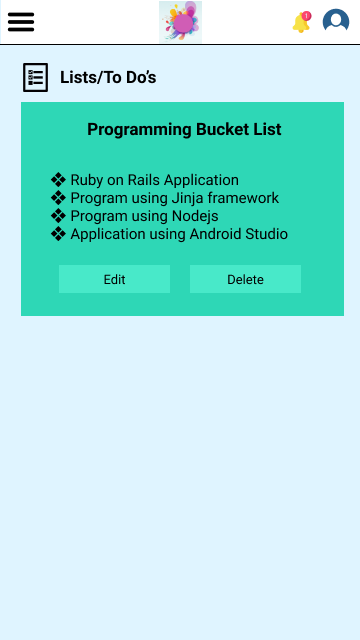 1
Lists/To Do's
Programming Bucket List
❖ Ruby on Rails Application
❖ Program using Jinja framework
❖ Program using Nodejs
❖ Application using Android Studio
Edit
Delete